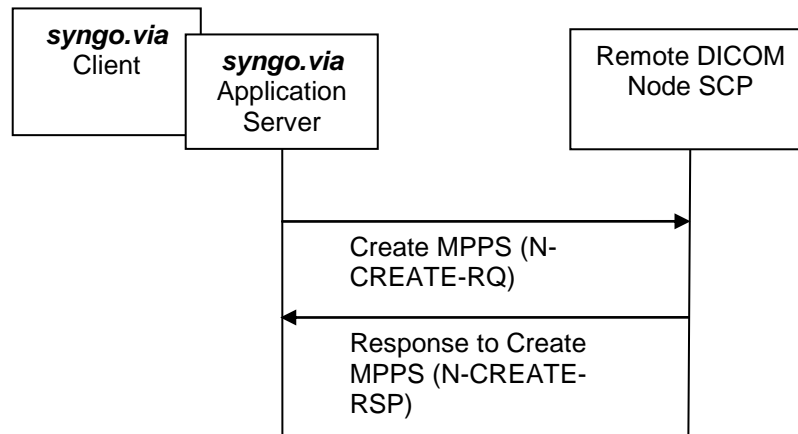 syngo.via
Client
syngo.via
Application
Server
Remote DICOM
Node SCP
Create MPPS (N-
CREATE-RQ)
Response to Create
MPPS (N-CREATE-
RSP)